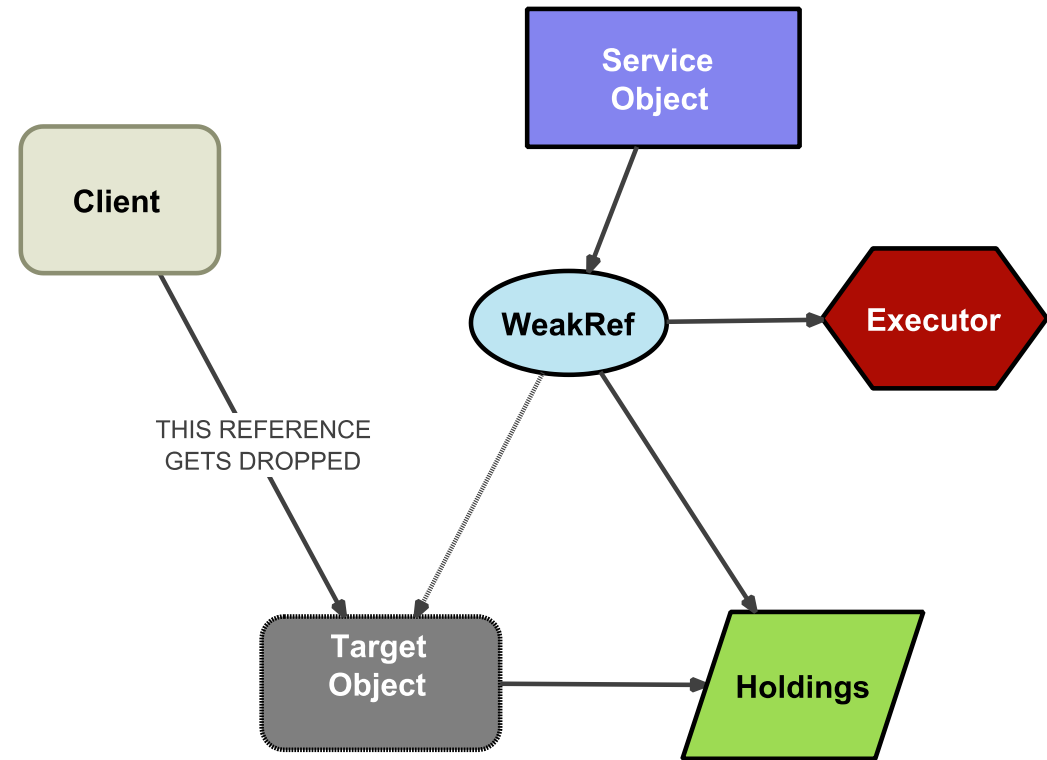 Service
Object
Client
WeakRef
Executor
THIS REFERENCE
GETS DROPPED
Target
Object
Holdings